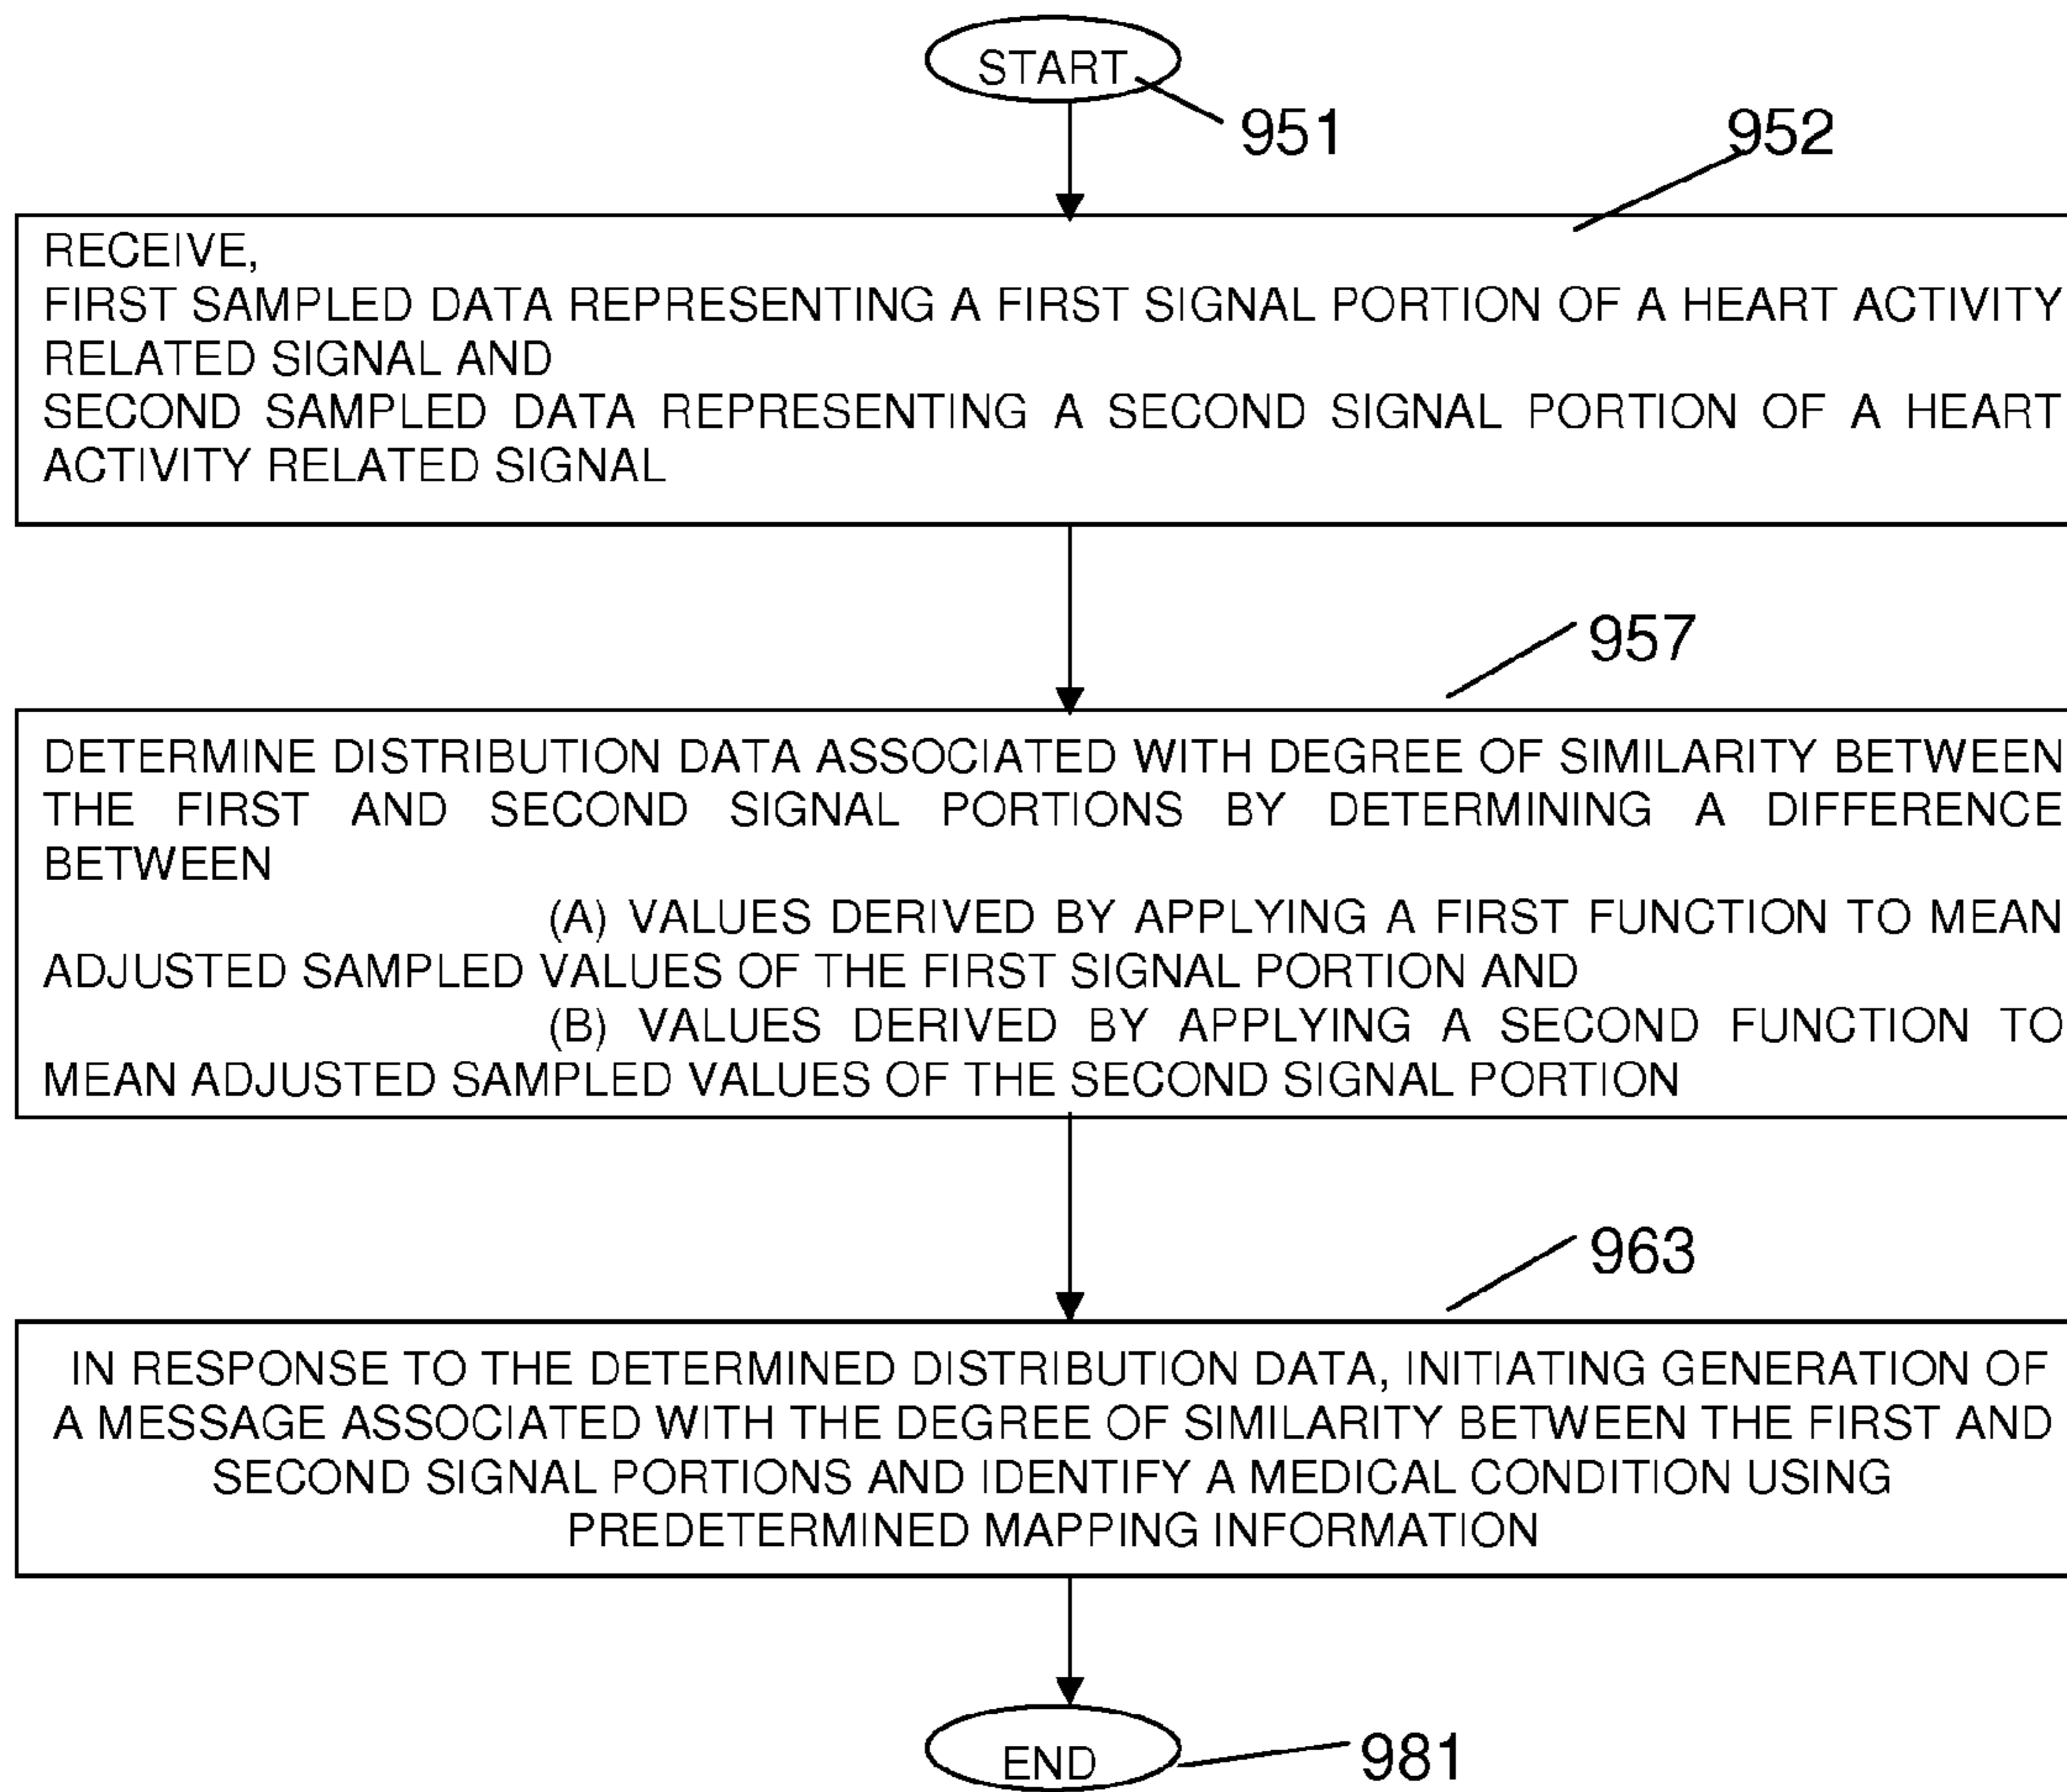 START
951
952
RECEIVE,
FIRST SAMPLED DATA REPRESENTING A FIRST SIGNAL PORTION OF A HEART ACTIVITY
RELATED SIGNAL AND
SECOND SAMPLED DATA REPRESENTING A SECOND SIGNAL PORTION OF A HEART
ACTIVITY RELATED SIGNAL
957
DETERMINE DISTRIBUTION DATA ASSOCIATED WITH DEGREE OF SIMILARITY BETWEEN
THE FIRST AND SECOND SIGNAL PORTIONS BY DETERMINING A DIFFERENCE
BETWEEN
(A) VALUES DERIVED BY APPLYING A FIRST FUNCTION TO MEAN
ADJUSTED SAMPLED VALUES OF THE FIRST SIGNAL PORTION AND
(B) VALUES DERIVED BY APPLYING A SECOND FUNCTION TO
MEAN ADJUSTED SAMPLED VALUES OF THE SECOND SIGNAL PORTION
963
IN RESPONSE TO THE DETERMINED DISTRIBUTION DATA, INITIATING GENERATION OF
A MESSAGE ASSOCIATED WITH THE DEGREE OF SIMILARITY BETWEEN THE FIRST AND
SECOND SIGNAL PORTIONS AND IDENTIFY A MEDICAL CONDITION USING
PREDETERMINED MAPPING INFORMATION
END
981